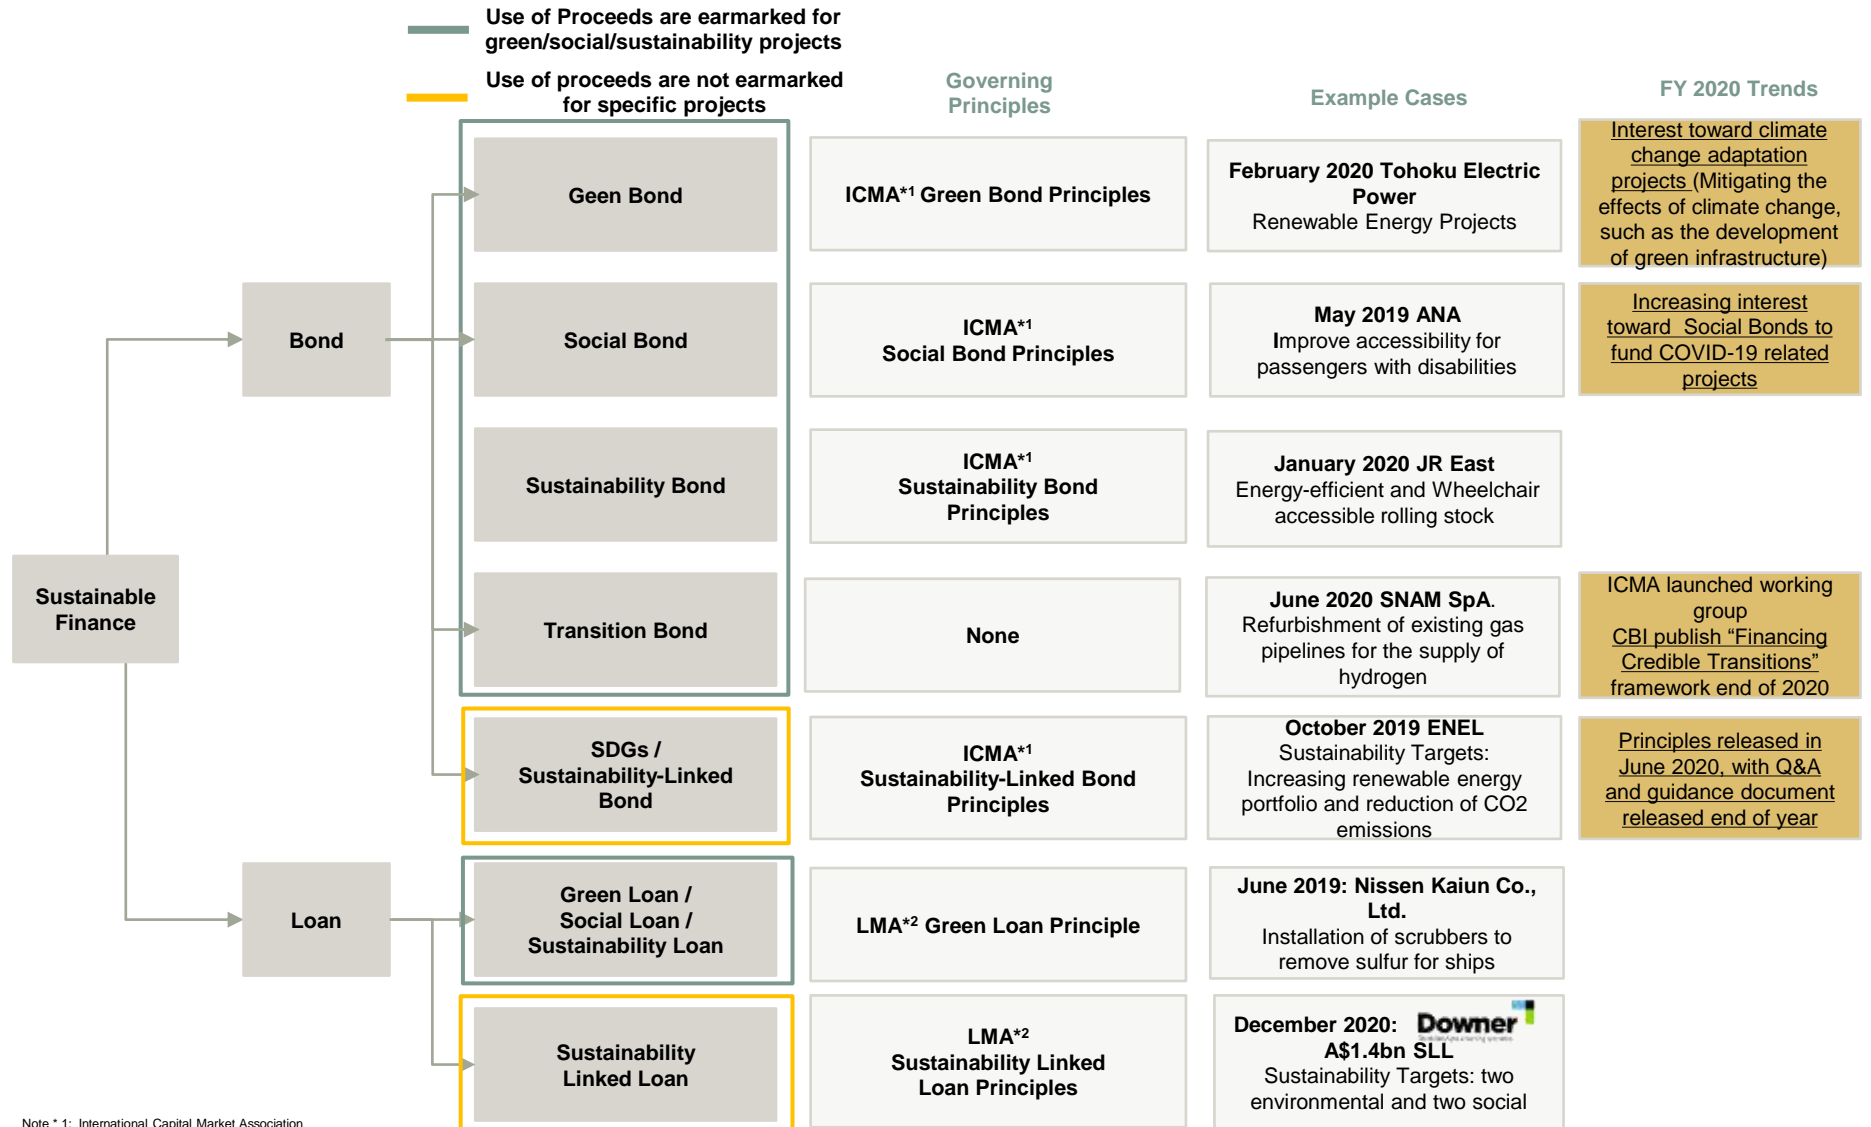 Use of Proceeds are earmarked for
green/social/sustainability projects
Use of proceeds are not earmarked
for specific projects
Governing
Principles
Example Cases
FY 2020 Trends
Sustainable
Finance
Bond
Loan
Geen Bond
ICMA*1 Green Bond Principles
February 2020 Tohoku Electric
Power
Renewable Energy Projects
Interest toward climate
change adaptation
projects (Mitigating the
effects of climate change,
such as the development
of green infrastructure)
Social Bond
ICMA*1
Social Bond Principles
May 2019 ANA
Improve accessibility for
passengers with disabilities
Increasing interest
toward Social Bonds to
fund COVID-19 related
projects
Sustainability Bond
ICMA*1
Sustainability Bond
Principles
January 2020 JR East
Energy-efficient and Wheelchair
accessible rolling stock
Transition Bond
None
June 2020 SNAM SpA.
Refurbishment of existing gas
pipelines for the supply of
hydrogen
ICMA launched working
group
CBI publish “Financing
Credible Transitions”
framework end of 2020
SDGs /
Sustainability-Linked
Bond
ICMA*1
Sustainability-Linked Bond
Principles
October 2019 ENEL
Sustainability Targets:
Increasing renewable energy
portfolio and reduction of CO2
emissions
Principles released in
June 2020, with Q&A
and guidance document
released end of year
Green Loan /
Social Loan /
Sustainability Loan
LMA*2 Green Loan Principle
June 2019: Nissen Kaiun Co.,
Ltd.
Installation of scrubbers to
remove sulfur for ships
Sustainability
Linked Loan
LMA*2
Sustainability Linked
Loan Principles
December 2020: Downer
A$1.4bn SLL
Sustainability Targets: two
environmental and two social
Note * 1: International Capital Market Association